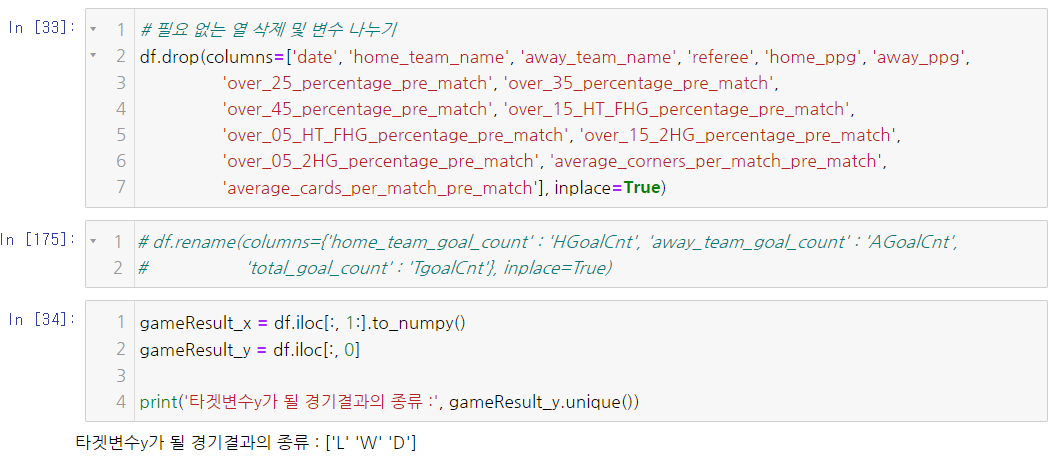 In [33]: 1 # 필요 없는 열 삭제 및 변수 나누기
2 df.drop(columns=['date', 'home_team_name', 'away_team_name', 'referee', 'home_ppg', 'away_ppg',
3 'over_25_percentage_pre_match', 'over_35_percentage_pre_match',
4 'over_45_percentage_pre_match', 'over_15_HT_FHG_percentage_pre_match',
5 'over_05_HT_FHG_percentage_pre_match', 'over_15_2HG_percentage_pre_match',
6 'over_05_2HG_percentage_pre_match', 'average_corners_per_match_pre_match',
7 'average_cards_per_match_pre_match'], inplace=True)
In [175]: 1 # df.rename(columns={'home_team_goal_count' : 'HGoalCnt', 'away_team_goal_count' : 'AGoalCnt',
2 # 'total_goal_count' : 'TgoalCnt'}, inplace=True)
In [34]: 1 gameResult_x = df.iloc[:, 1:].to_numpy()
2 gameResult_y = df.iloc[:, 0]
3
4 print('타겟변수y가 될 경기결과의 종류 :', gameResult_y.unique())
타겟변수y가 될 경기결과의 종류 : ['L' 'W' 'D']